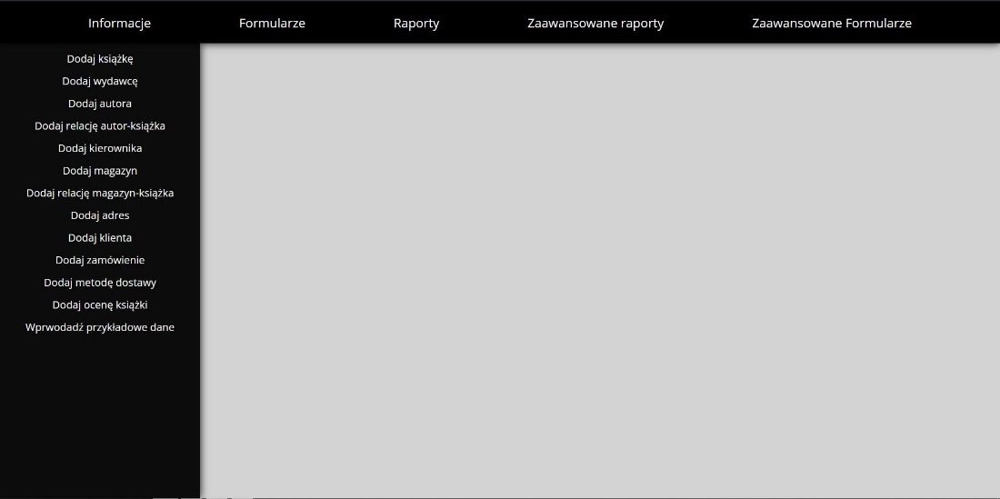 Informacje Formularze Raporty Zaawansowane raporty Zaawansowane Formularze
Dodaj książkę
Dodaj wydawcę
Dodaj autora
Dodaj relację autor-książka
Dodaj kierownika
Dodaj magazyn
Dodaj relację magazyn-książka
Dodaj adres
Dodaj klienta
Dodaj zamówienie
Dodaj metodę dostawy
Dodaj ocenę książki
Wprwodadź przykładowe dane